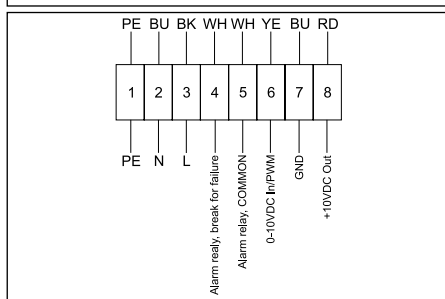 PE BU BK WH WH YE BU RD
1 2 3 4 5 6 7 8
PE
N
L
Alarm realy, break for failure
Alarm relay, COMMON
0-10VDC In/PWM
GND
+10VDC Out